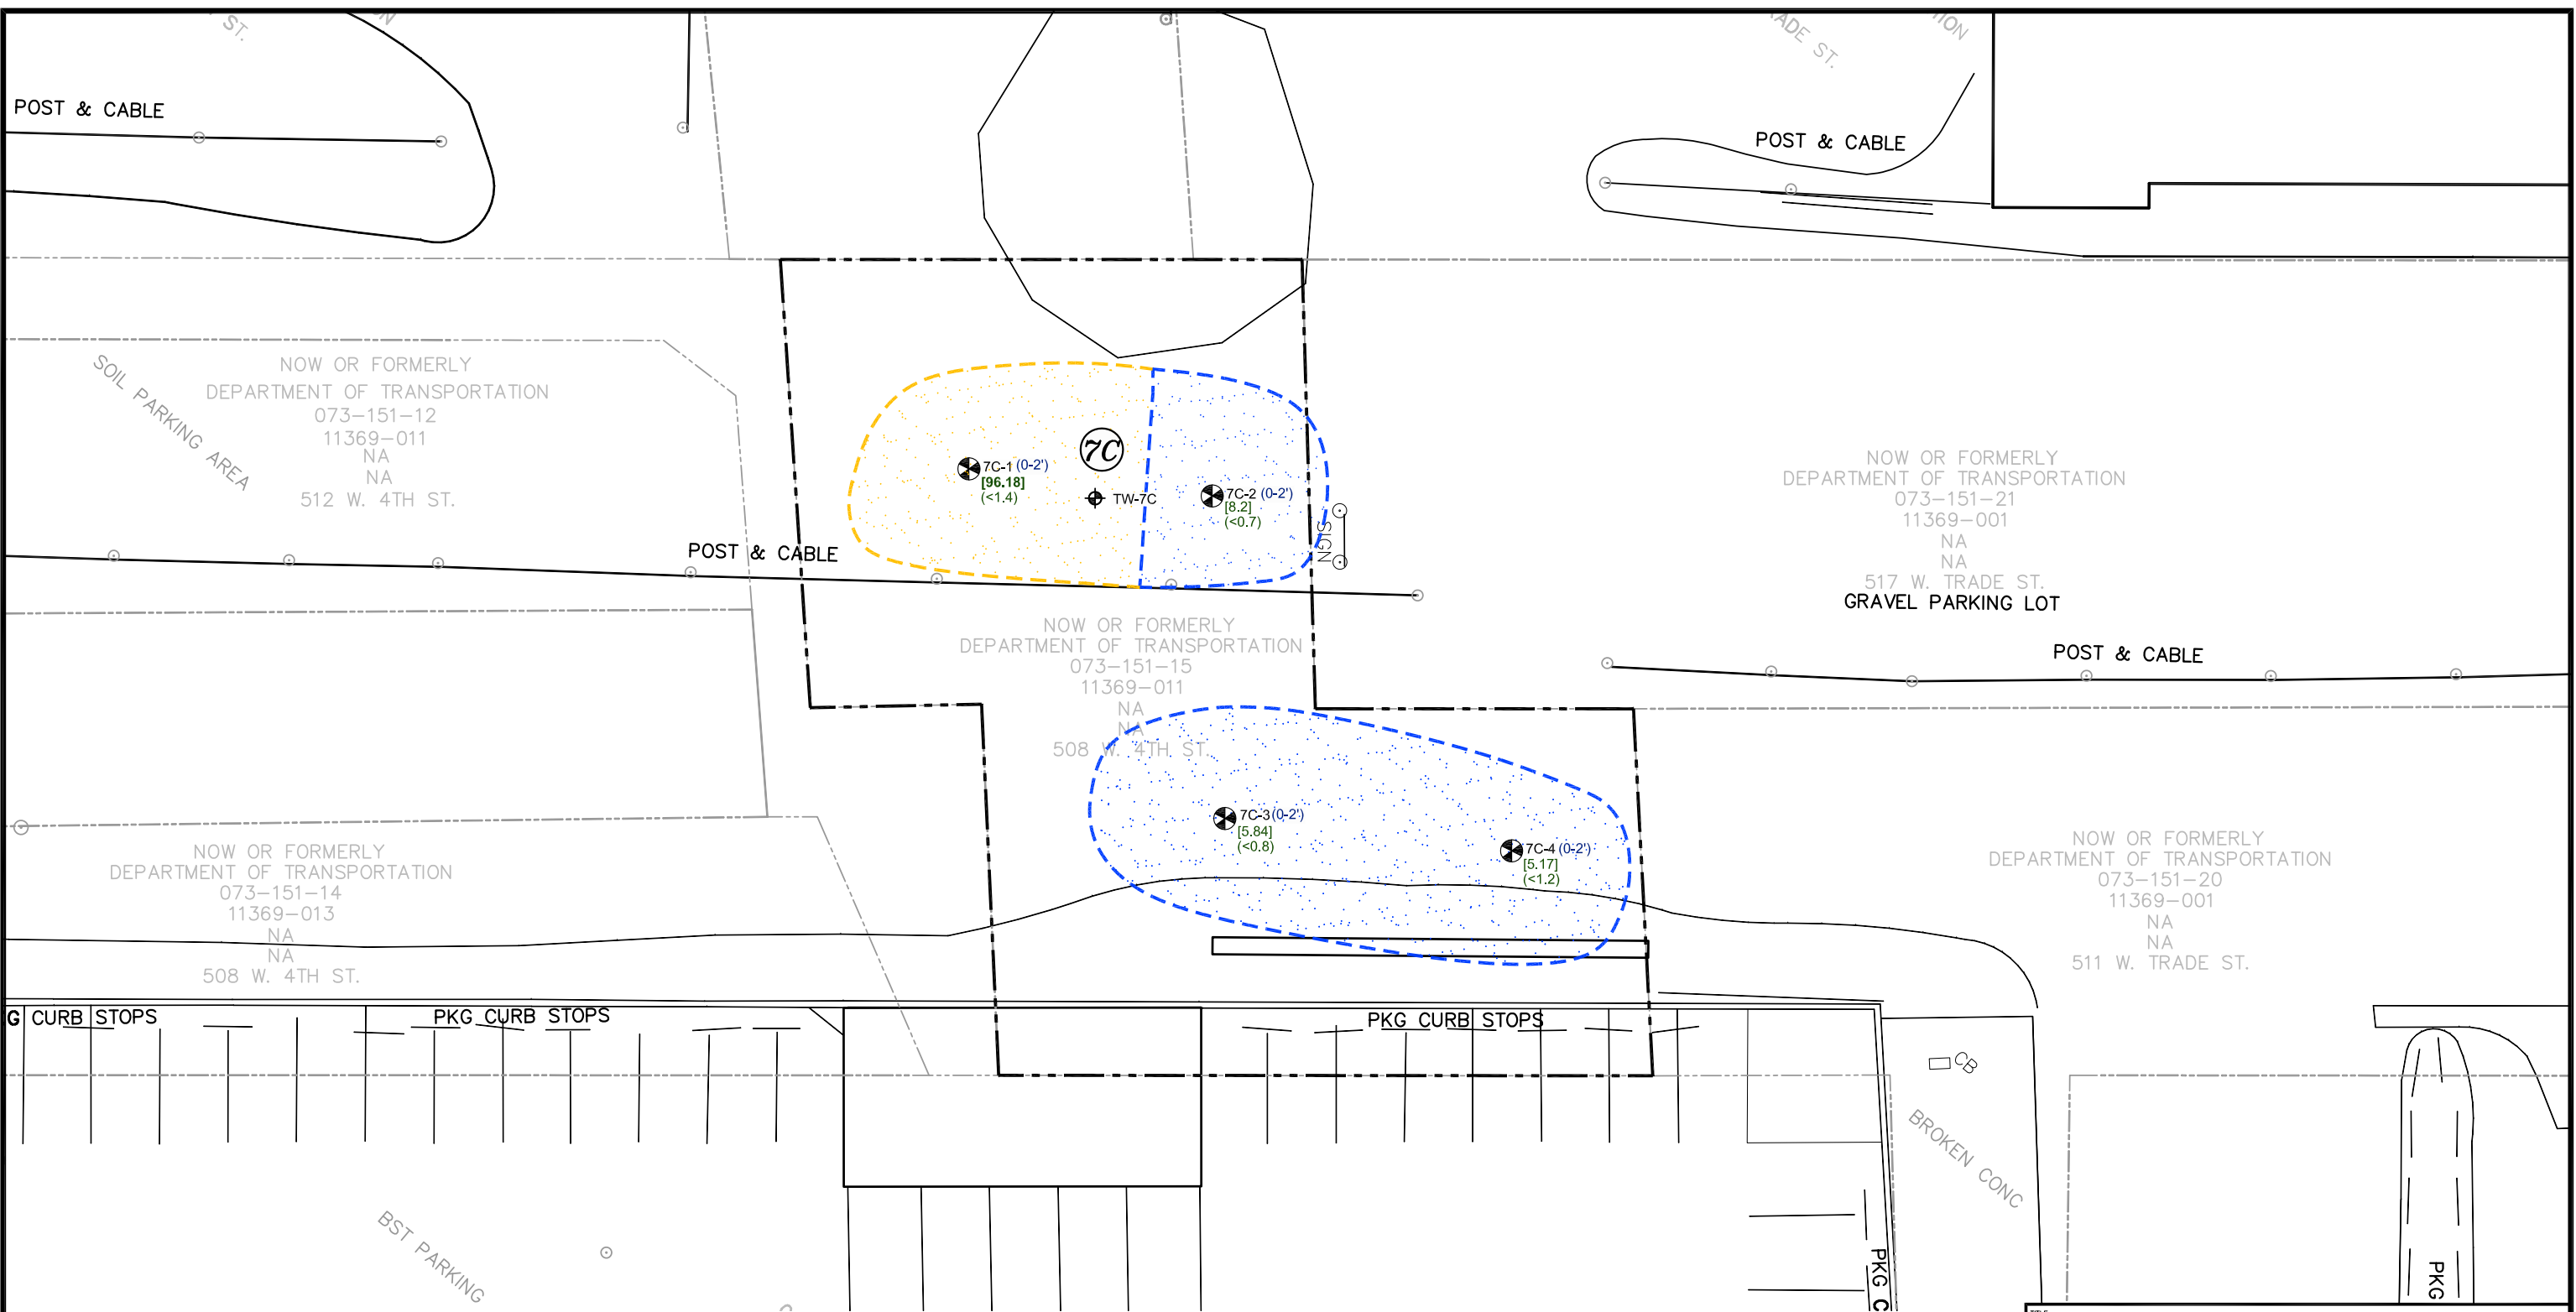 ST.
POST & CABLE
ADE ST.
POST & CABLE
SOIL PARKING AREA
NOW OR FORMERLY
DEPARTMENT OF TRANSPORTATION
073-151-12
11369-011
NA
NA
512 W. 4TH ST.
7C
7C-1 (0-2')
[96.18]
(<1.4)
TW-7C
7C-2 (0-2')
[8.2]
(<0.7)
SIGN
POST & CABLE
NOW OR FORMERLY
DEPARTMENT OF TRANSPORTATION
073-151-21
11369-001
NA
NA
517 W. TRADE ST.
GRAVEL PARKING LOT
POST & CABLE
NOW OR FORMERLY
DEPARTMENT OF TRANSPORTATION
073-151-15
11369-011
NA
NA
508 W. 4TH ST.
7C-3 (0-2')
[5.84]
(<0.8)
7C-4 (0-2')
[5.17]
(<1.2)
NOW OR FORMERLY
DEPARTMENT OF TRANSPORTATION
073-151-14
11369-013
NA
NA
508 W. 4TH ST.
NOW OR FORMERLY
DEPARTMENT OF TRANSPORTATION
073-151-20
11369-001
NA
NA
511 W. TRADE ST.
G CURB STOPS
PKG CURB STOPS
PKG CURB STOPS
CB
BROKEN CONC
BST PARKING
PKG C
PKG